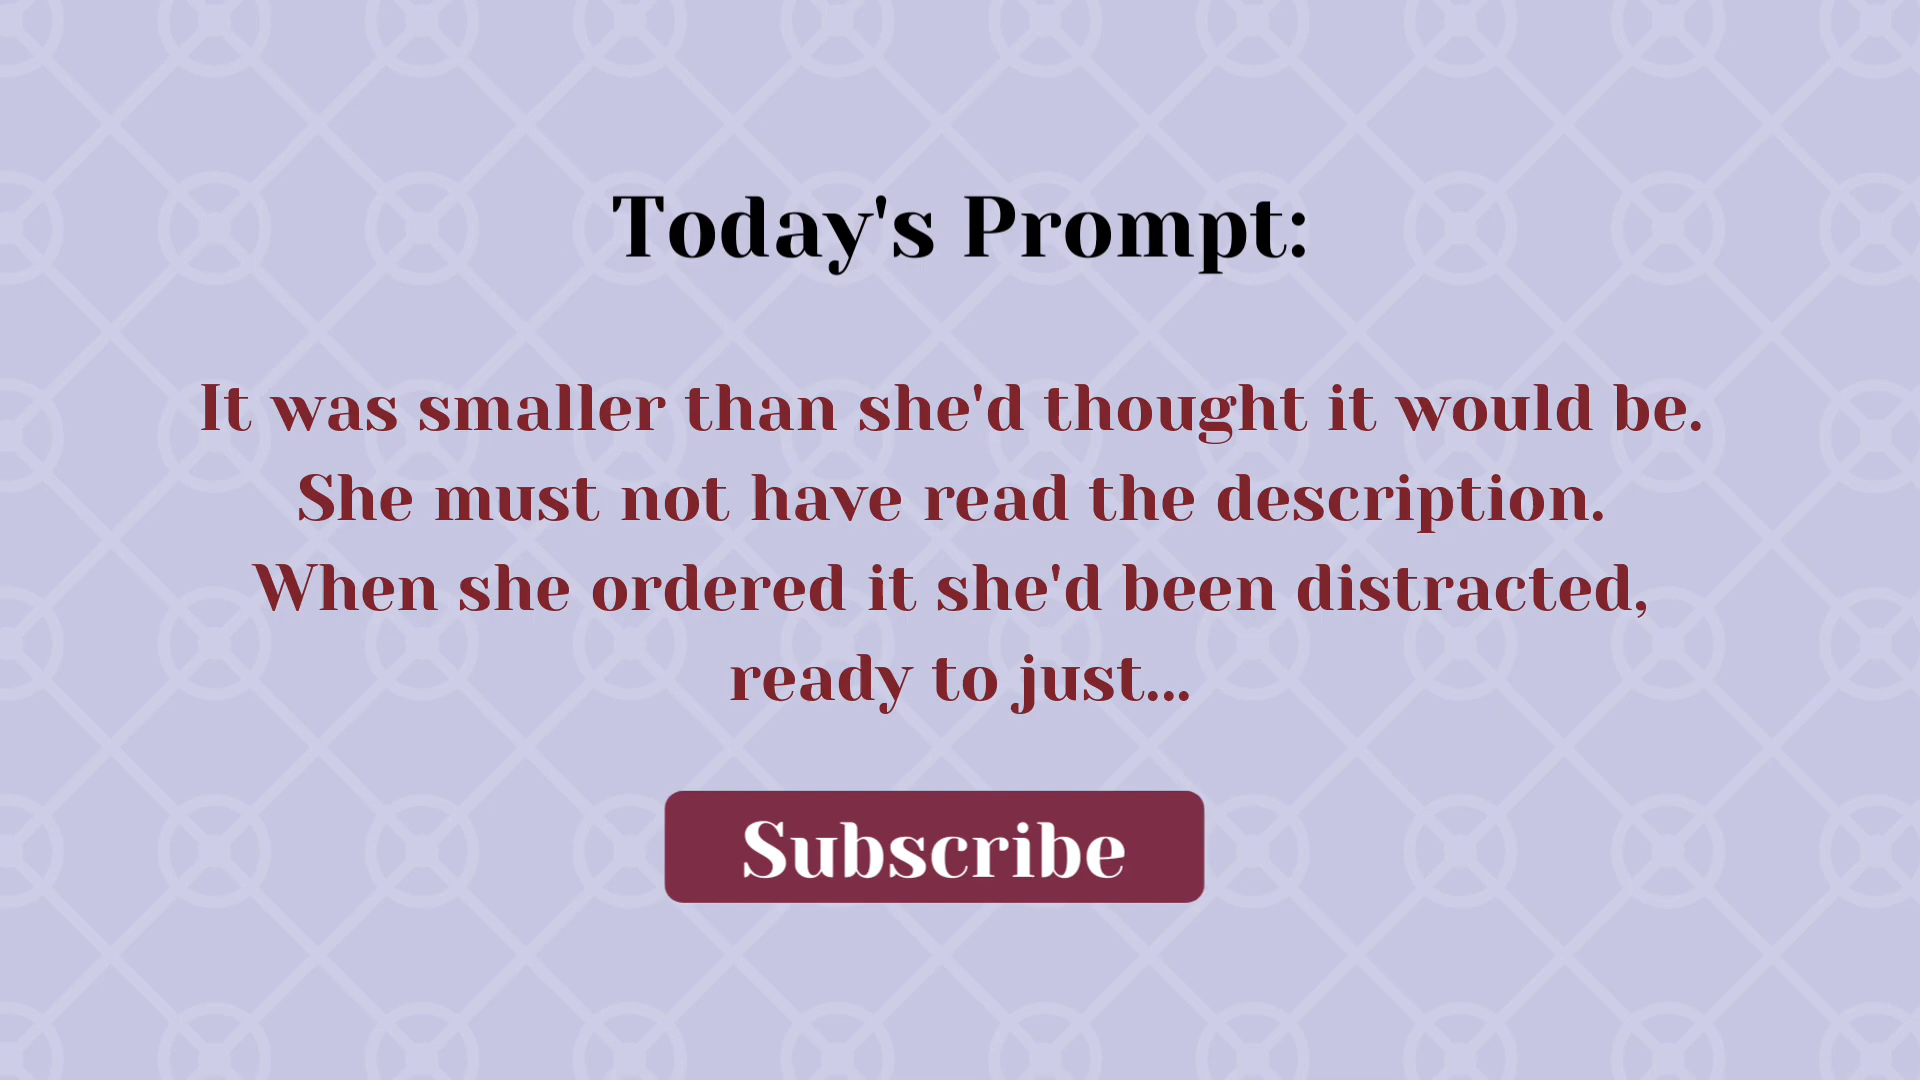 Today's Prompt:
It was smaller than she'd thought it would be.
She must not have read the description.
When she ordered it she'd been distracted,
ready to just...
Subscribe